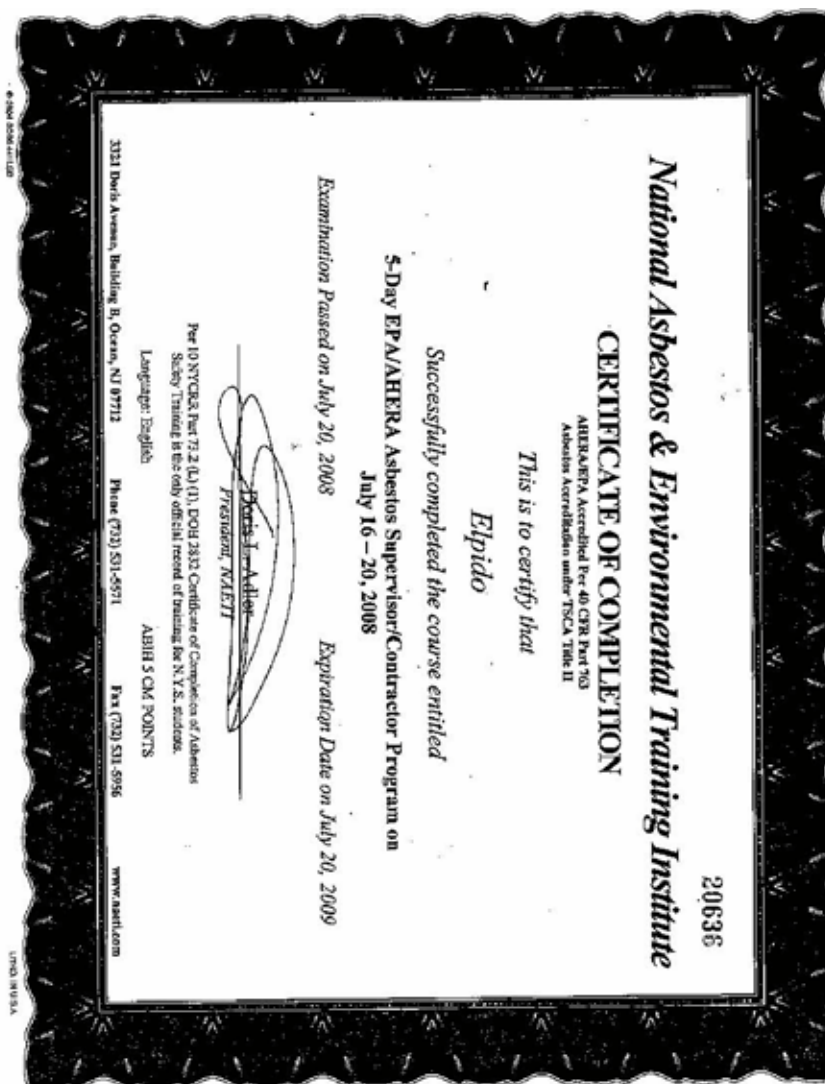 20636
National Asbestos & Environmental Training Institute
CERTIFICATE OF COMPLETION
AHERA/EPA Accredited Per 40 CFR Part 763
Asbestos Accreditation under TSCA Title II
This is to certify that
Elpido
Successfully completed the course entitled
5-Day EPA/AHERA Asbestos Supervisor/Contractor Program on
July 16 – 20, 2008
Examination Passed on July 20, 2008
Expiration Date on July 20, 2009
Doris L. Adler
President, NAETI
Per 10 NYCRR Part 73.2 (L) (1), DOH 2832 Certificate of Completion of Asbestos
Safety Training is the only official record of training for N.Y.S. students.
Language: English
ABIH 5 CM POINTS
3321 Doris Avenue, Building B, Ocean, NJ 07712 Phone (732) 531-5571 Fax (732) 531-5956 www.naeti.com
LITHO. IN U.S.A.